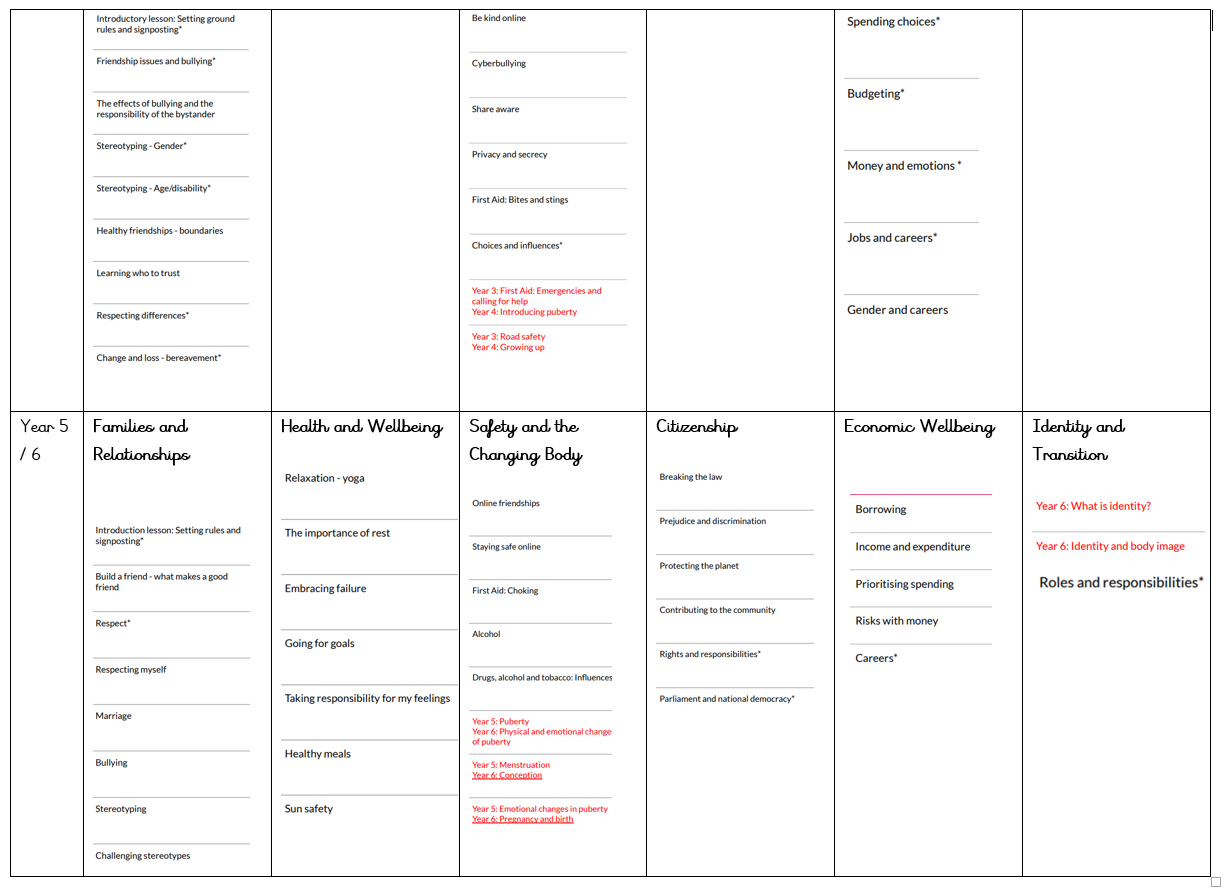 Introductory lesson: Setting ground
rules and signposting*
Friendship issues and bullying*
The effects of bullying and the
responsibility of the bystander
Stereotyping - Gender*
Stereotyping - Age/disability*
Healthy friendships - boundaries
Learning who to trust
Respecting differences*
Change and loss - bereavement*
Be kind online
Cyberbullying
Share aware
Privacy and secrecy
First Aid: Bites and stings
Choices and influences*
Year 3: First Aid: Emergencies and
calling for help
Year 4: Introducing puberty
Year 3: Road safety
Year 4: Growing up
Spending choices*
Budgeting*
Money and emotions *
Jobs and careers*
Gender and careers
Year 5
/ 6
Families and
Relationships
Introduction lesson: Setting rules and
signposting*
Build a friend - what makes a good
friend
Respect*
Respecting myself
Marriage
Bullying
Stereotyping
Challenging stereotypes
Health and Wellbeing
Relaxation - yoga
The importance of rest
Embracing failure
Going for goals
Taking responsibility for my feelings
Healthy meals
Sun safety
Safety and the
Changing Body
Online friendships
Staying safe online
First Aid: Choking
Alcohol
Drugs, alcohol and tobacco: Influences
Year 5: Puberty
Year 6: Physical and emotional change
of puberty
Year 5: Menstruation
Year 6: Conception
Year 5: Emotional changes in puberty
Year 6: Pregnancy and birth
Citizenship
Breaking the law
Prejudice and discrimination
Protecting the planet
Contributing to the community
Rights and responsibilities*
Parliament and national democracy*
Economic Wellbeing
Borrowing
Income and expenditure
Prioritising spending
Risks with money
Careers*
Identity and
Transition
Year 6: What is identity?
Year 6: Identity and body image
Roles and responsibilities*